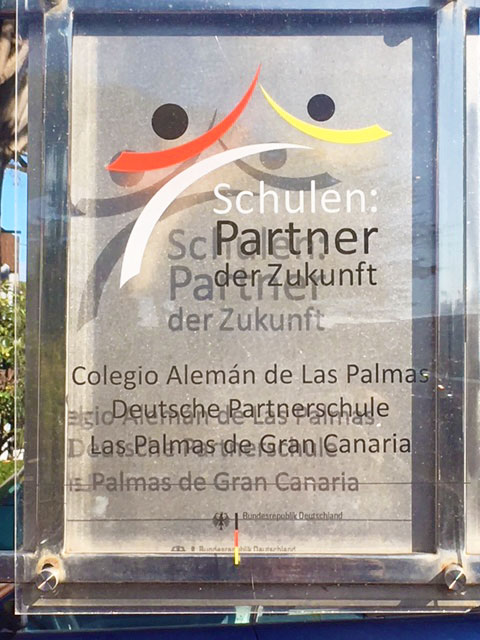 Schulen:
Partner
der Zukunft
Colegio Alemán de Las Palmas
Deutsche Partnerschule
Las Palmas de Gran Canaria
Bundesrepublik Deutschland